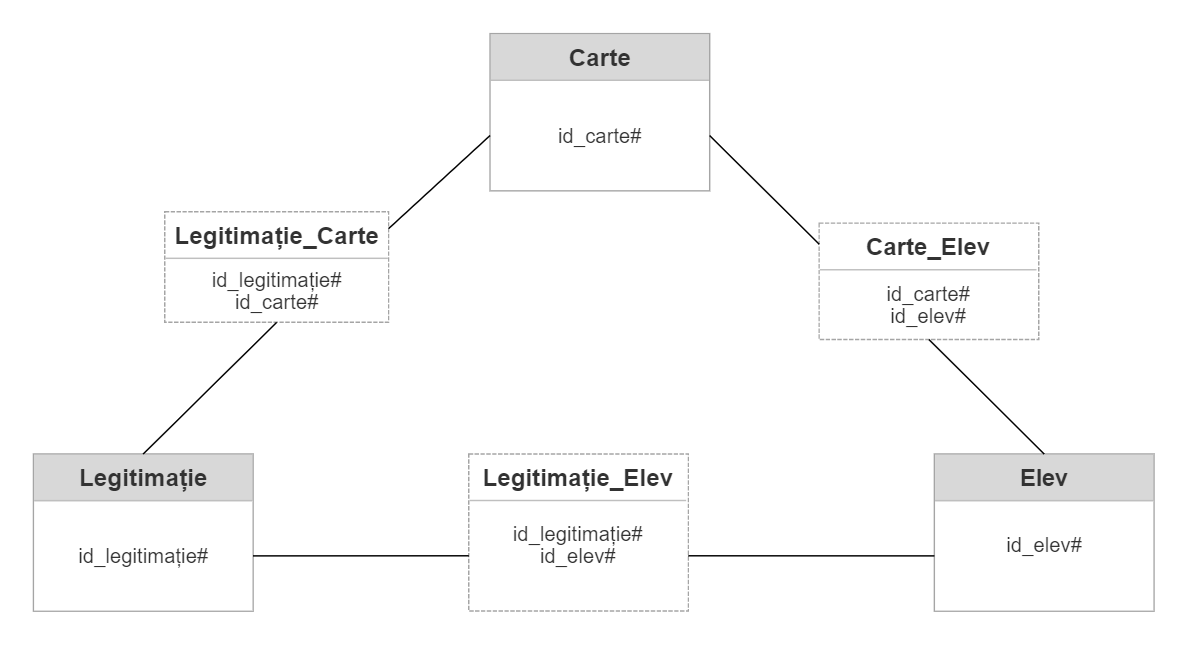 Carte
id_carte#
Legitimație_Carte
id_legitimație#
id_carte#
Carte_Elev
id_carte#
id_elev#
Legitimație
id_legitimație#
Legitimație_Elev
id_legitimație#
id_elev#
Elev
id_elev#